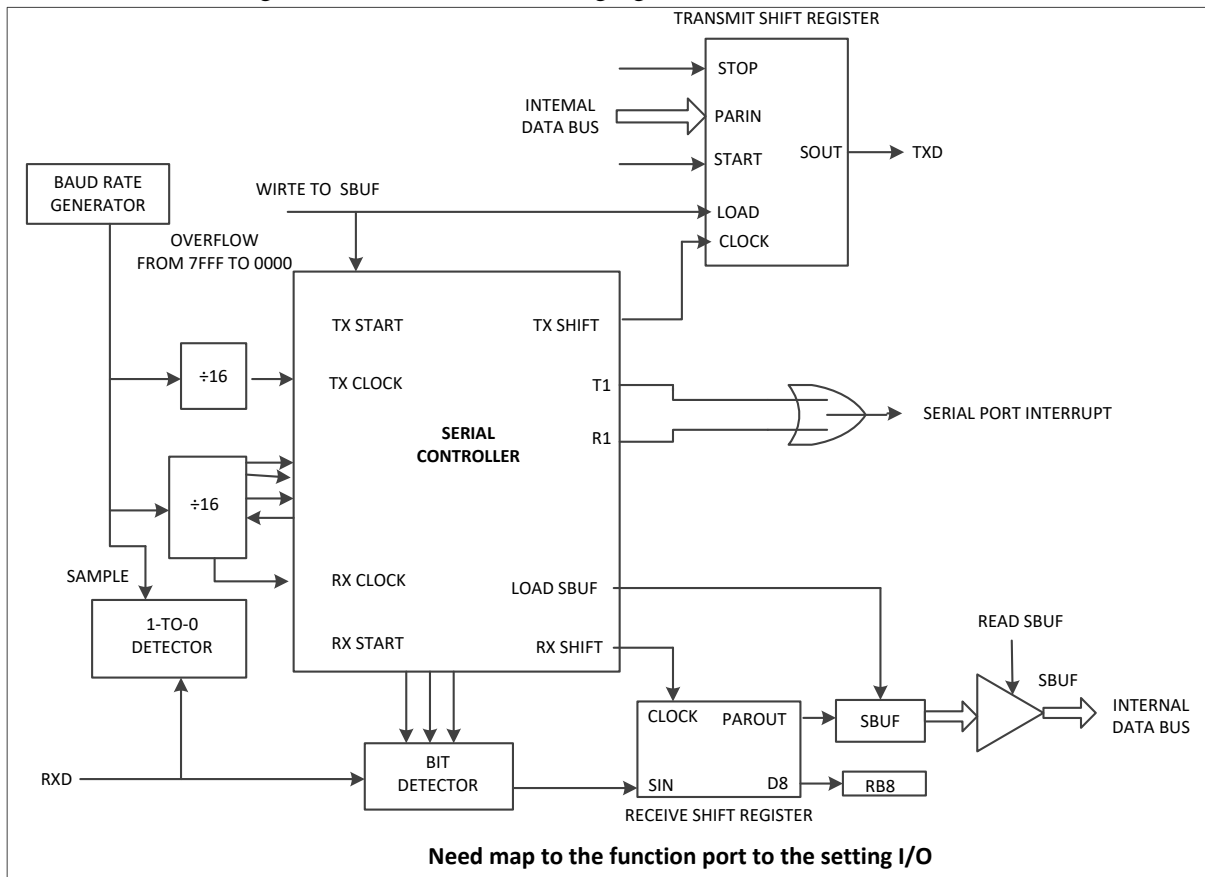 TRANSMIT SHIFT REGISTER
STOP
INTEMAL
DATA BUS
PARIN
START
SOUT
TXD
BAUD RATE
GENERATOR
WIRTE TO SBUF
LOAD
CLOCK
OVERFLOW
FROM 7FFF TO 0000
TX START
TX SHIFT
÷16
TX CLOCK
T1
SERIAL PORT INTERRUPT
R1
SERIAL
CONTROLLER
÷16
SAMPLE
RX CLOCK
LOAD SBUF
1-TO-0
DETECTOR
RX START
RX SHIFT
READ SBUF
SBUF
CLOCK
PAROUT
SBUF
INTERNAL
DATA BUS
RXD
BIT
DETECTOR
SIN
D8
RB8
RECEIVE SHIFT REGISTER
Need map to the function port to the setting I/O